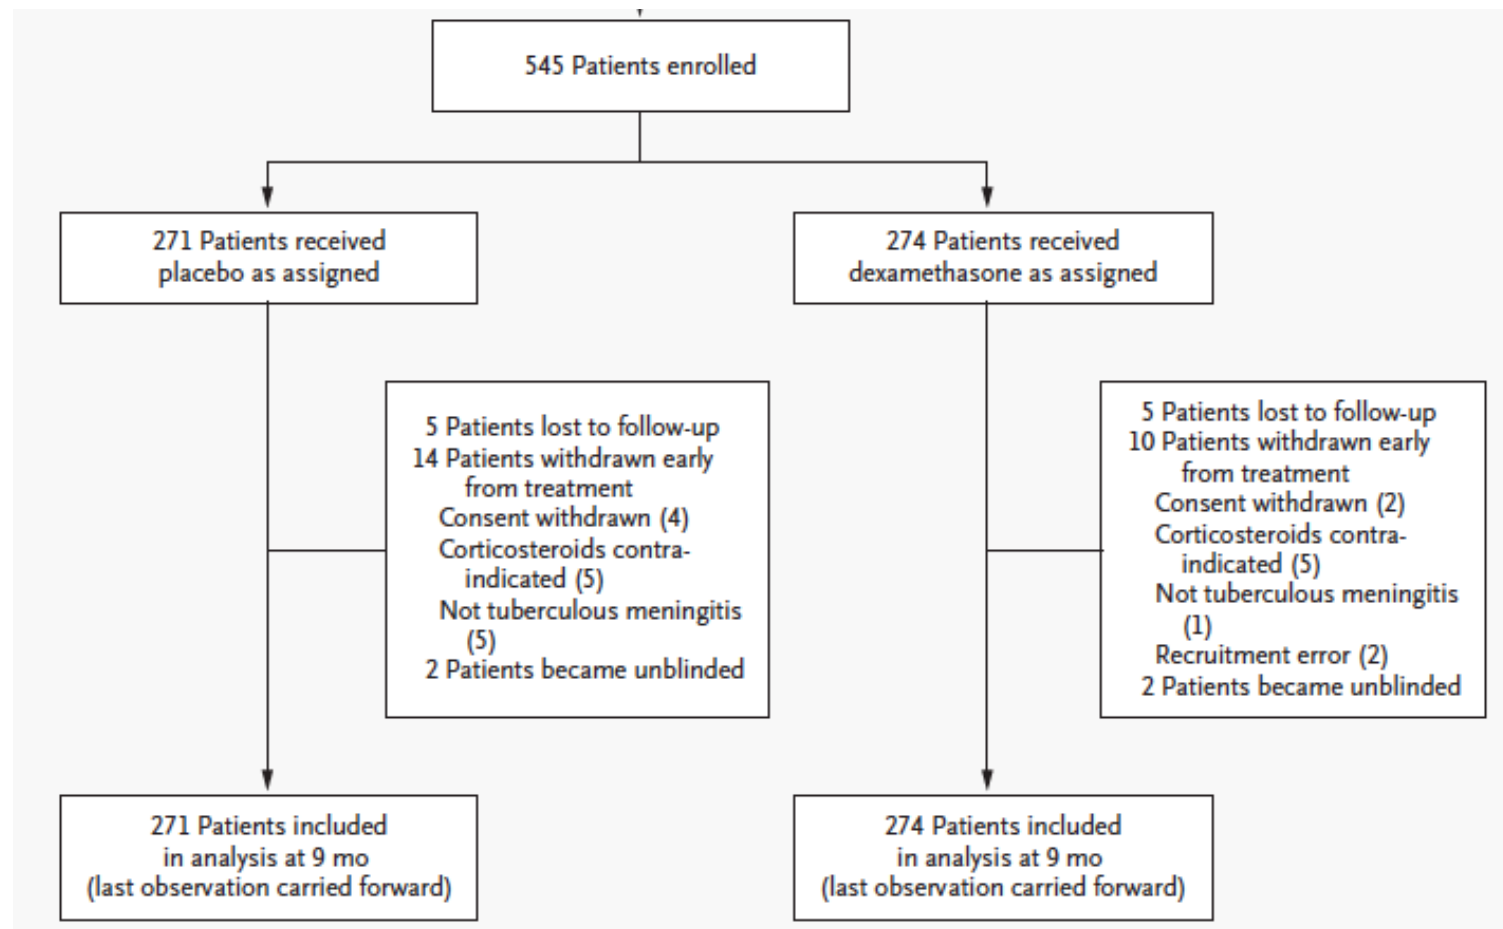 545 Patients enrolled
271 Patients received
placebo as assigned
274 Patients received
dexamethasone as assigned
5 Patients lost to follow-up
14 Patients withdrawn early
from treatment
Consent withdrawn (4)
Corticosteroids contra-
indicated (5)
Not tuberculous meningitis
(5)
2 Patients became unblinded
5 Patients lost to follow-up
10 Patients withdrawn early
from treatment
Consent withdrawn (2)
Corticosteroids contra-
indicated (5)
Not tuberculous meningitis
(1)
Recruitment error (2)
2 Patients became unblinded
271 Patients included
in analysis at 9 mo
(last observation carried forward)
274 Patients included
in analysis at 9 mo
(last observation carried forward)